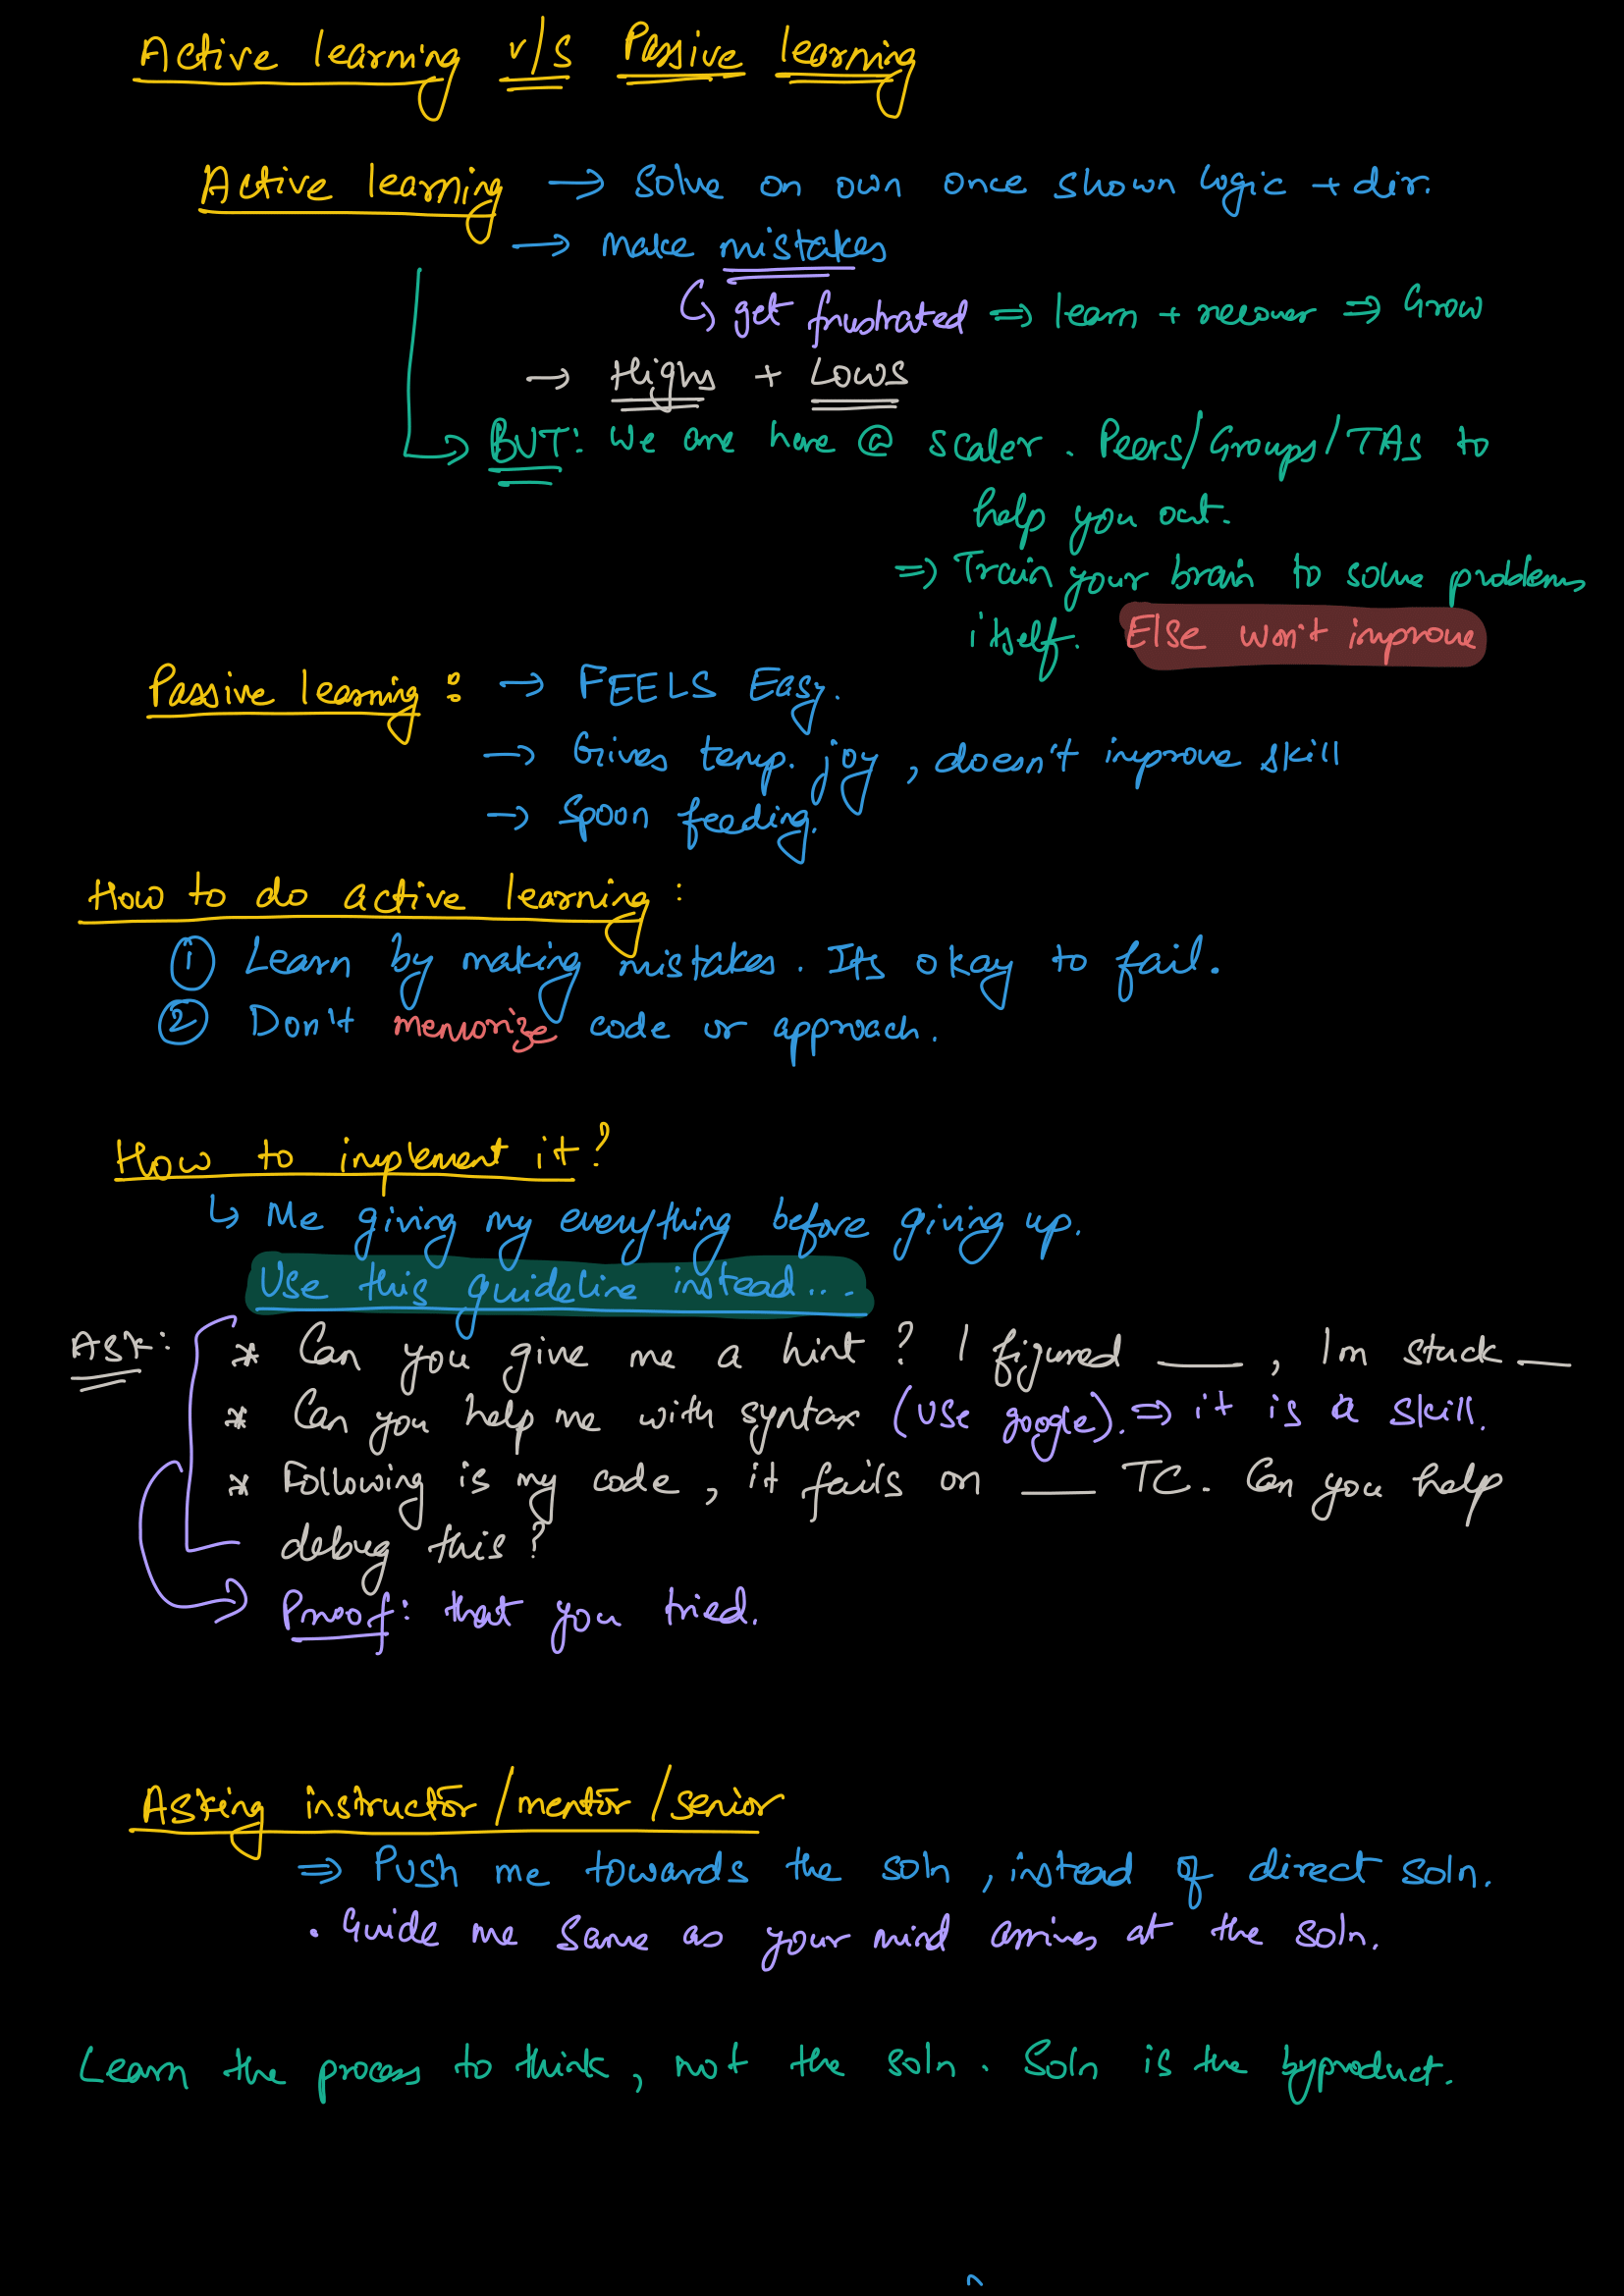 Active learning v/s Passive learning
Active learning → Solve on own once shown logic + dir.
→ make mistakes
↳ get frustrated ⇒ learn + recover ⇒ Grow
→ Highs + Lows
↳ BUT: We are here @ scaler. Peers/Groups/TAs to
help you out.
⇒ Train your brain to solve problems
itself. Else won't improve
Passive learning : → FEELS Easy.
→ Gives temp. joy, doesn't improve skill
→ Spoon feeding.
How to do active learning :
① Learn by making mistakes. Its okay to fail.
② Don't memorize code or approach.
How to implement it?
↳ Me giving my everything before giving up.
Use this guideline instead...
ASK: * Can you give me a hint? I figured ___, Im stuck ___
* Can you help me with syntax (use google). ⇒ it is a skill.
* Following is my code, it fails on ___ TC. Can you help
debug this?
Proof: that you tried.
Asking instructor/mentor/senior
⇒ Push me towards the soln, instead of direct soln.
. Guide me same as your mind arrives at the soln.
Learn the process to think, not the soln. Soln is the byproduct.